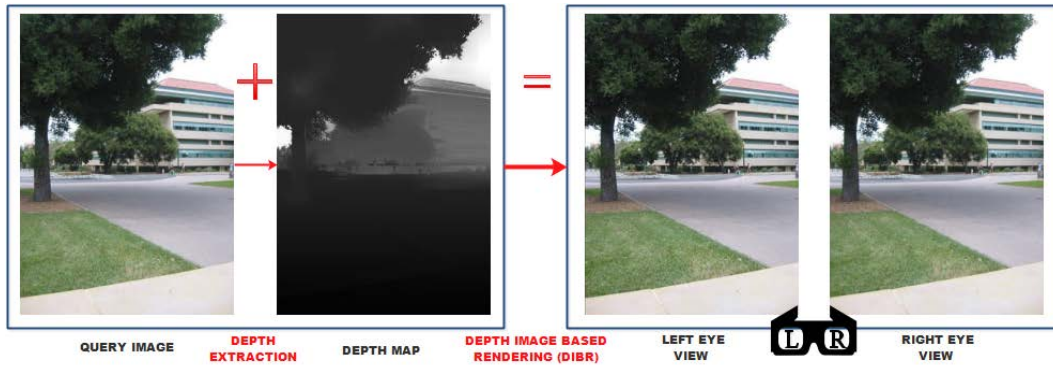 QUERY IMAGE
DEPTH
EXTRACTION
DEPTH MAP
DEPTH IMAGE BASED
RENDERING (DIBR)
LEFT EYE
VIEW
L R
RIGHT EYE
VIEW